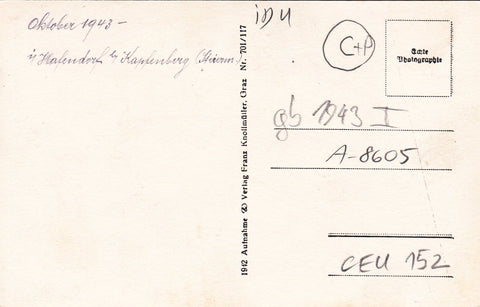 Oktober 1943 –
i/ Hafendorf b/ Kapfenberg (Steierm.)
iDU
C+P
Echte
Photographie
1942 Aufnahme & Verlag Franz Knollmüller, Graz Nr. 701/117
gb 1943 I
A-8605
CEU 152